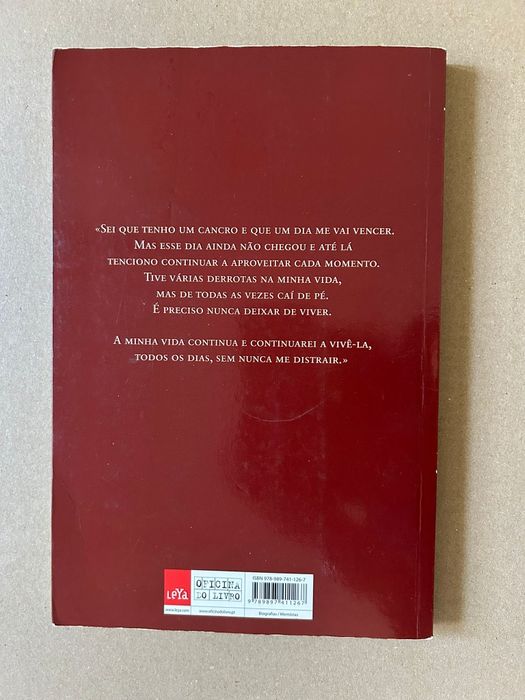 «Sei que tenho um cancro e que um dia me vai vencer.
Mas esse dia ainda não chegou e até lá
tenciono continuar a aproveitar cada momento.
Tive várias derrotas na minha vida,
mas de todas as vezes caí de pé.
É preciso nunca deixar de viver.
A minha vida continua e continuarei a vivê-la,
todos os dias, sem nunca me distrair.»
LeYa
www.leya.com
OFICINA
DO LIVRO
www.oficinadolivro.pt
ISBN 978-989-741-126-7
9 789897 411267
Biografias / Memórias